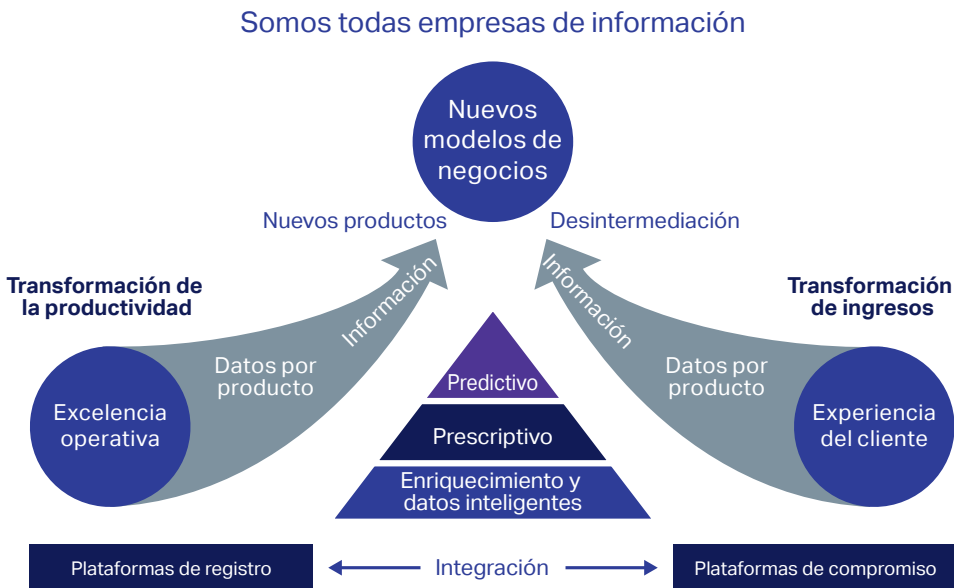 Somos todas empresas de información
Nuevos
modelos de
negocios
Nuevos productos
Desintermediación
Transformación de
la productividad
Información
Información
Transformación
de ingresos
Datos por
producto
Datos por
producto
Excelencia
operativa
Predictivo
Prescriptivo
Enriquecimiento y
datos inteligentes
Experiencia
del cliente
Plataformas de registro
Integración
Plataformas de compromiso